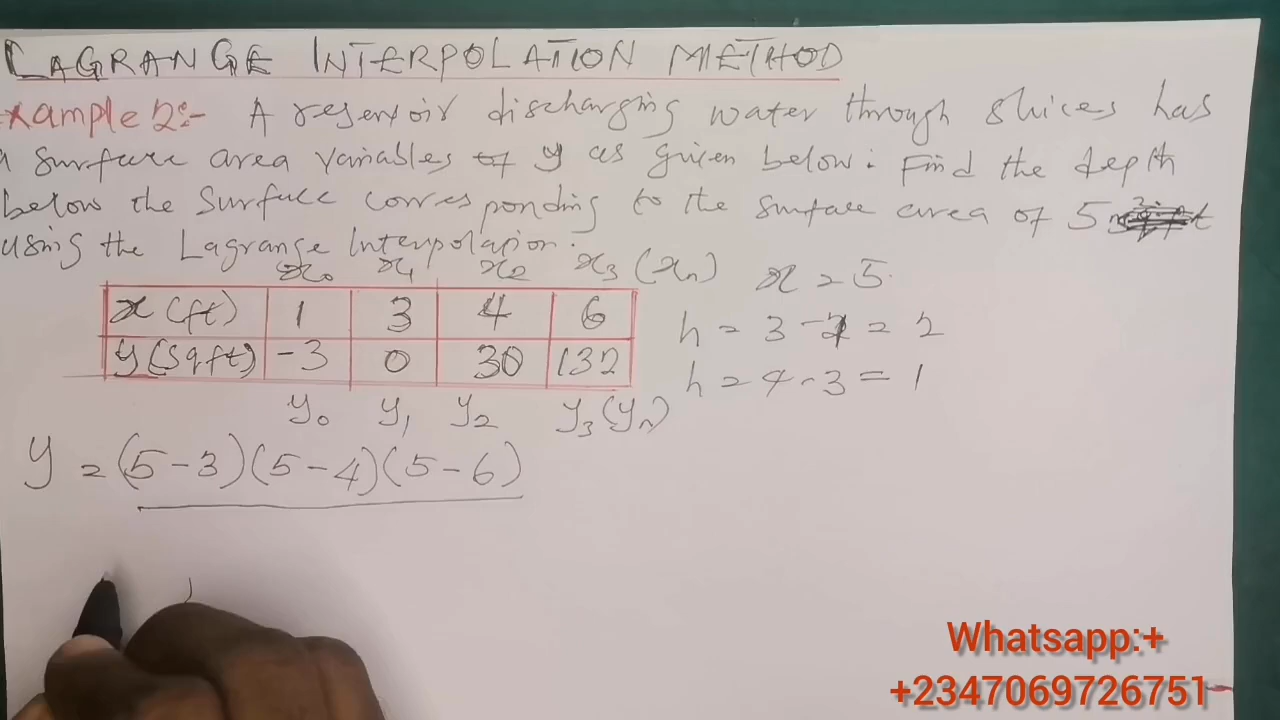 LAGRANGE INTERPOLATION METHOD
xample 2:- A reservoir discharging water through sluices has
a surface area variables of y as given below: Find the depth
below the surface corresponding to the surface area of 5
using the Lagrange Interpolation.
x₀ x₁ x₂ x₃ (xₙ) x = 5
x (ft) 1 3 4 6 h = 3 - 1 = 2
y (sqft) -3 0 30 132 h = 4 - 3 = 1
y₀ y₁ y₂ y₃ (yₙ)
y = (5 - 3)(5 - 4)(5 - 6)
Whatsapp:+
+2347069726751